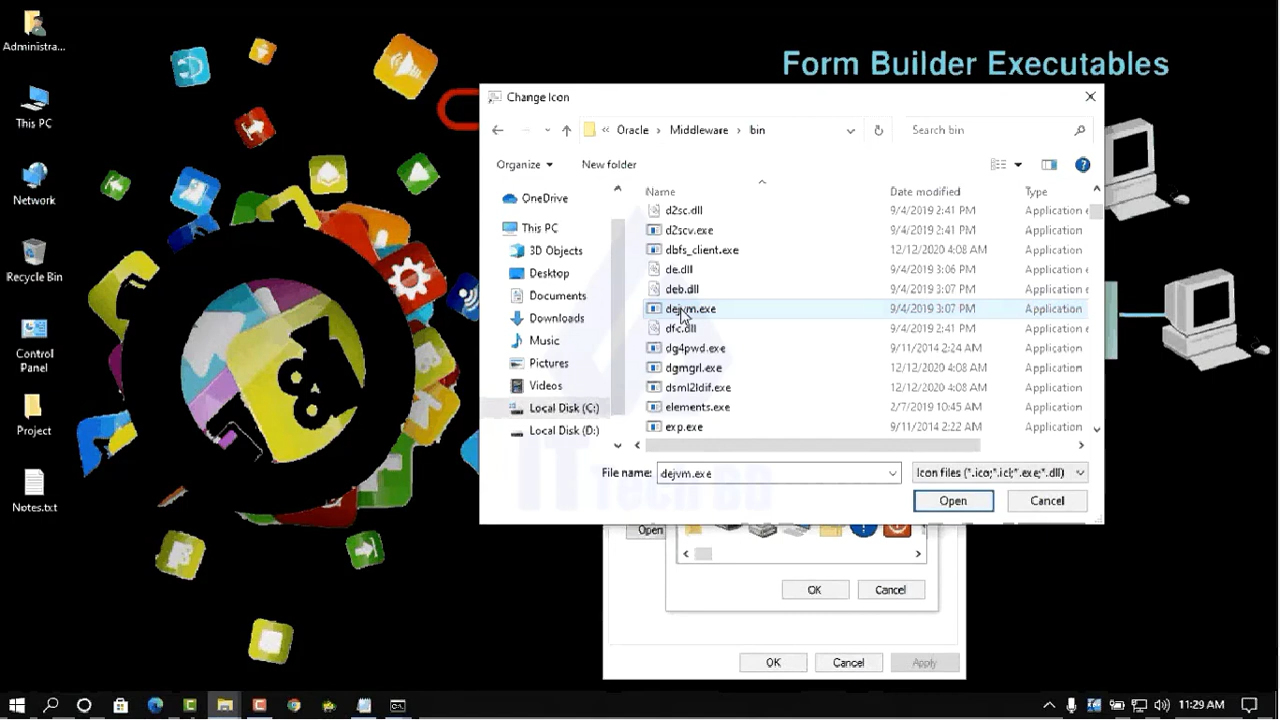 Administra...
This PC
Network
Recycle Bin
Control
Panel
Project
Notes.txt
Form Builder Executables
Change Icon
« Oracle > Middleware > bin
Search bin
Organize
New folder
OneDrive
This PC
3D Objects
Desktop
Documents
Downloads
Music
Pictures
Videos
Local Disk (C:)
Local Disk (D:)
Name Date modified Type
d2sc.dll 9/4/2019 2:41 PM Application e
d2scv.exe 9/4/2019 2:41 PM Application
dbfs_client.exe 12/12/2020 4:08 AM Application
de.dll 9/4/2019 3:06 PM Application e
deb.dll 9/4/2019 3:07 PM Application e
dejvm.exe 9/4/2019 3:07 PM Application
dfc.dll 9/4/2019 2:41 PM Application e
dg4pwd.exe 9/11/2014 2:24 AM Application
dgmgrl.exe 12/12/2020 4:08 AM Application
dsml2ldif.exe 12/12/2020 4:08 AM Application
elements.exe 2/7/2019 10:45 AM Application
exp.exe 9/11/2014 2:22 AM Application
File name: dejvm.exe
Icon files (*.ico;*.icl;*.exe;*.dll)
Open Cancel
IT Tech BD
Open
OK Cancel
OK Cancel Apply
11:29 AM